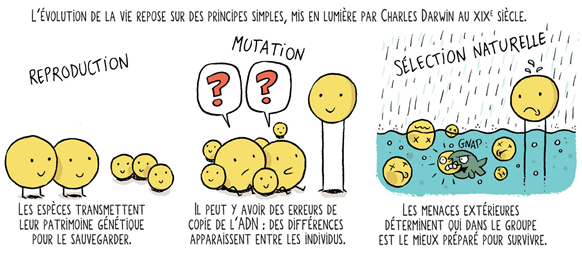 L'ÉVOLUTION DE LA VIE REPOSE SUR DES PRINCIPES SIMPLES, MIS EN LUMIÈRE PAR CHARLES DARWIN AU XIXE SIÈCLE.
REPRODUCTION
LES ESPÈCES TRANSMETTENT
LEUR PATRIMOINE GÉNÉTIQUE
POUR LE SAUVEGARDER.
MUTATION
?
?
IL PEUT Y AVOIR DES ERREURS DE
COPIE DE L'ADN : DES DIFFÉRENCES
APPARAISSENT ENTRE LES INDIVIDUS.
SÉLECTION NATURELLE
GNAP
LES MENACES EXTÉRIEURES
DÉTERMINENT QUI DANS LE GROUPE
EST LE MIEUX PRÉPARÉ POUR SURVIVRE.